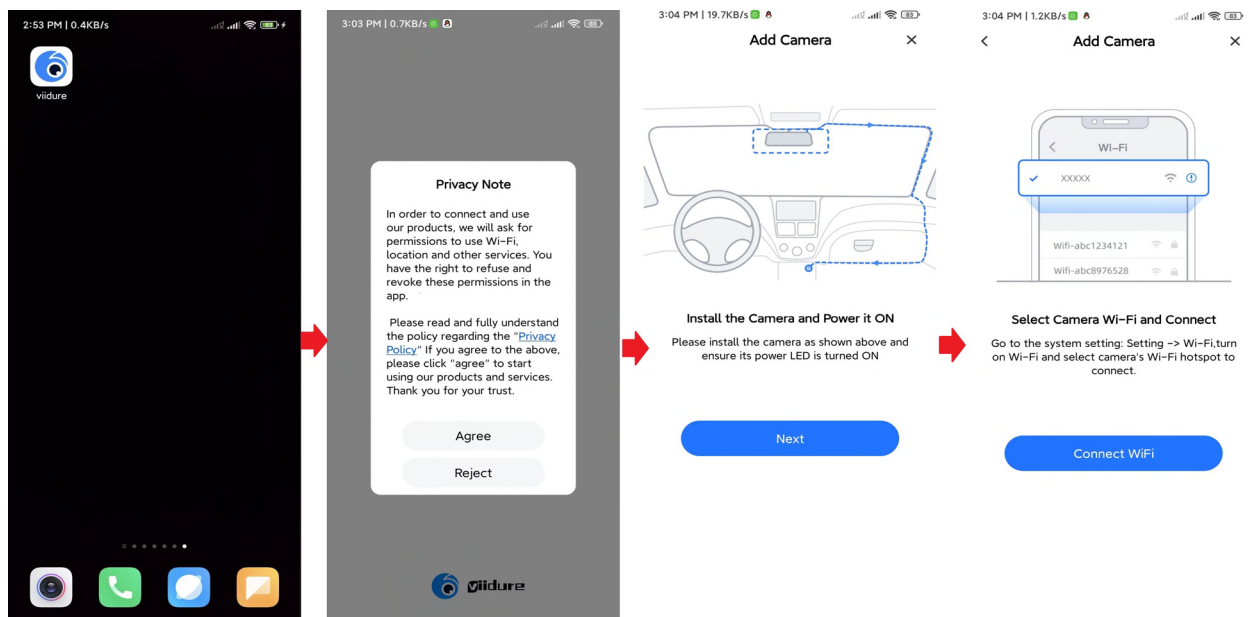 2:53 PM | 0.4KB/s
viidure
3:03 PM | 0.7KB/s
83
Privacy Note
In order to connect and use
our products, we will ask for
permissions to use Wi-Fi,
location and other services. You
have the right to refuse and
revoke these permissions in the
app.
Please read and fully understand
the policy regarding the "Privacy
Policy" If you agree to the above,
please click "agree" to start
using our products and services.
Thank you for your trust.
Agree
Reject
viidure
3:04 PM | 19.7KB/s
83
Add Camera
Install the Camera and Power it ON
Please install the camera as shown above and
ensure its power LED is turned ON
Next
3:04 PM | 1.2KB/s
83
Add Camera
Wi-Fi
XXXXX
Wifi-abc1234121
Wifi-abc8976528
Select Camera Wi-Fi and Connect
Go to the system setting: Setting -> Wi-Fi,turn
on Wi-Fi and select camera's Wi-Fi hotspot to
connect.
Connect WiFi